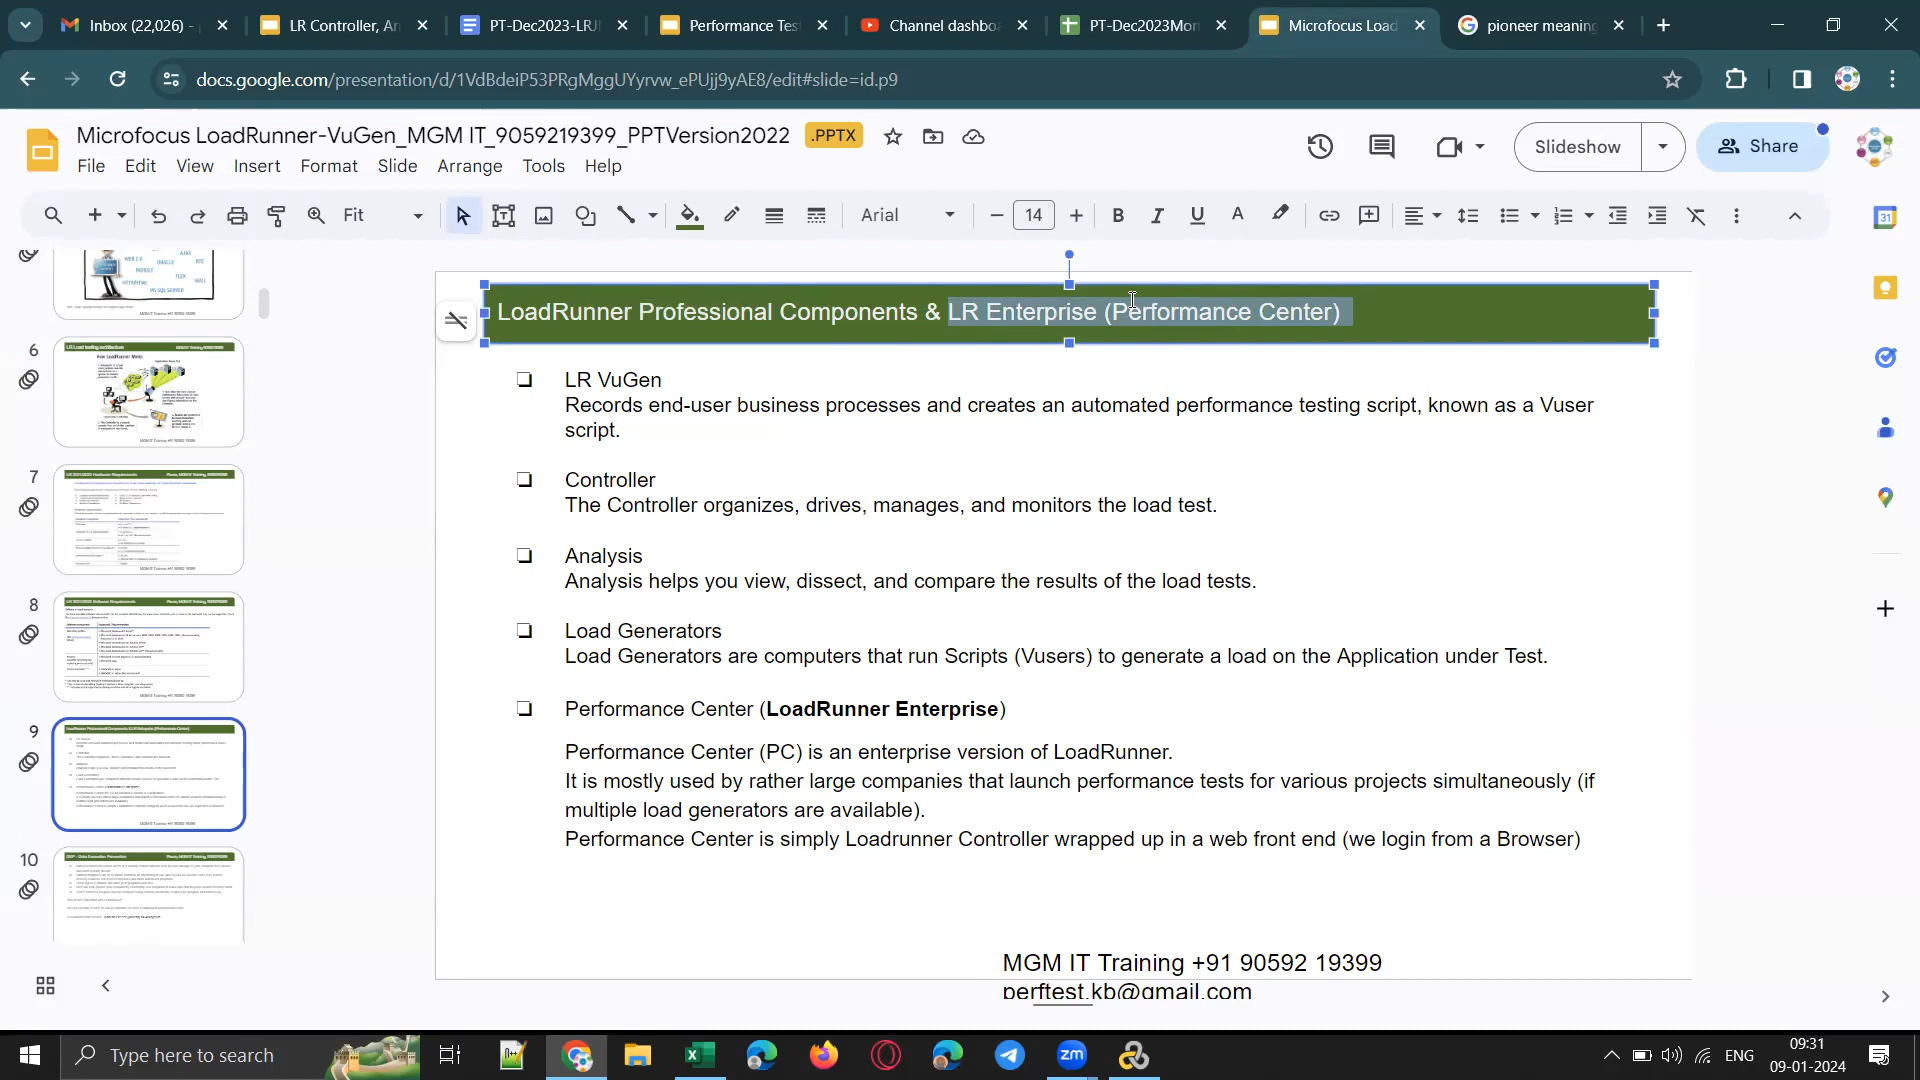 Inbox (22,026) -
LR Controller, An
PT-Dec2023-LRJ
Performance Tes
Channel dashbo
PT-Dec2023Mor
Microfocus Load
pioneer meaning
docs.google.com/presentation/d/1VdBdeiP53PRgMggUYyrvw_ePUjj9yAE8/edit#slide=id.p9
Microfocus LoadRunner-VuGen_MGM IT_9059219399_PPTVersion2022
.PPTX
File Edit View Insert Format Slide Arrange Tools Help
Slideshow
Share
Fit
Arial
14
31
LoadRunner Professional Components & LR Enterprise (Performance Center)
LR VuGen
Records end-user business processes and creates an automated performance testing script, known as a Vuser
script.
Controller
The Controller organizes, drives, manages, and monitors the load test.
Analysis
Analysis helps you view, dissect, and compare the results of the load tests.
Load Generators
Load Generators are computers that run Scripts (Vusers) to generate a load on the Application under Test.
Performance Center (LoadRunner Enterprise)
Performance Center (PC) is an enterprise version of LoadRunner.
It is mostly used by rather large companies that launch performance tests for various projects simultaneously (if
multiple load generators are available).
Performance Center is simply Loadrunner Controller wrapped up in a web front end (we login from a Browser)
MGM IT Training +91 90592 19399
perftest.kb@gmail.com
6
7
8
9
10
Type here to search
zm
ENG
09:31
09-01-2024